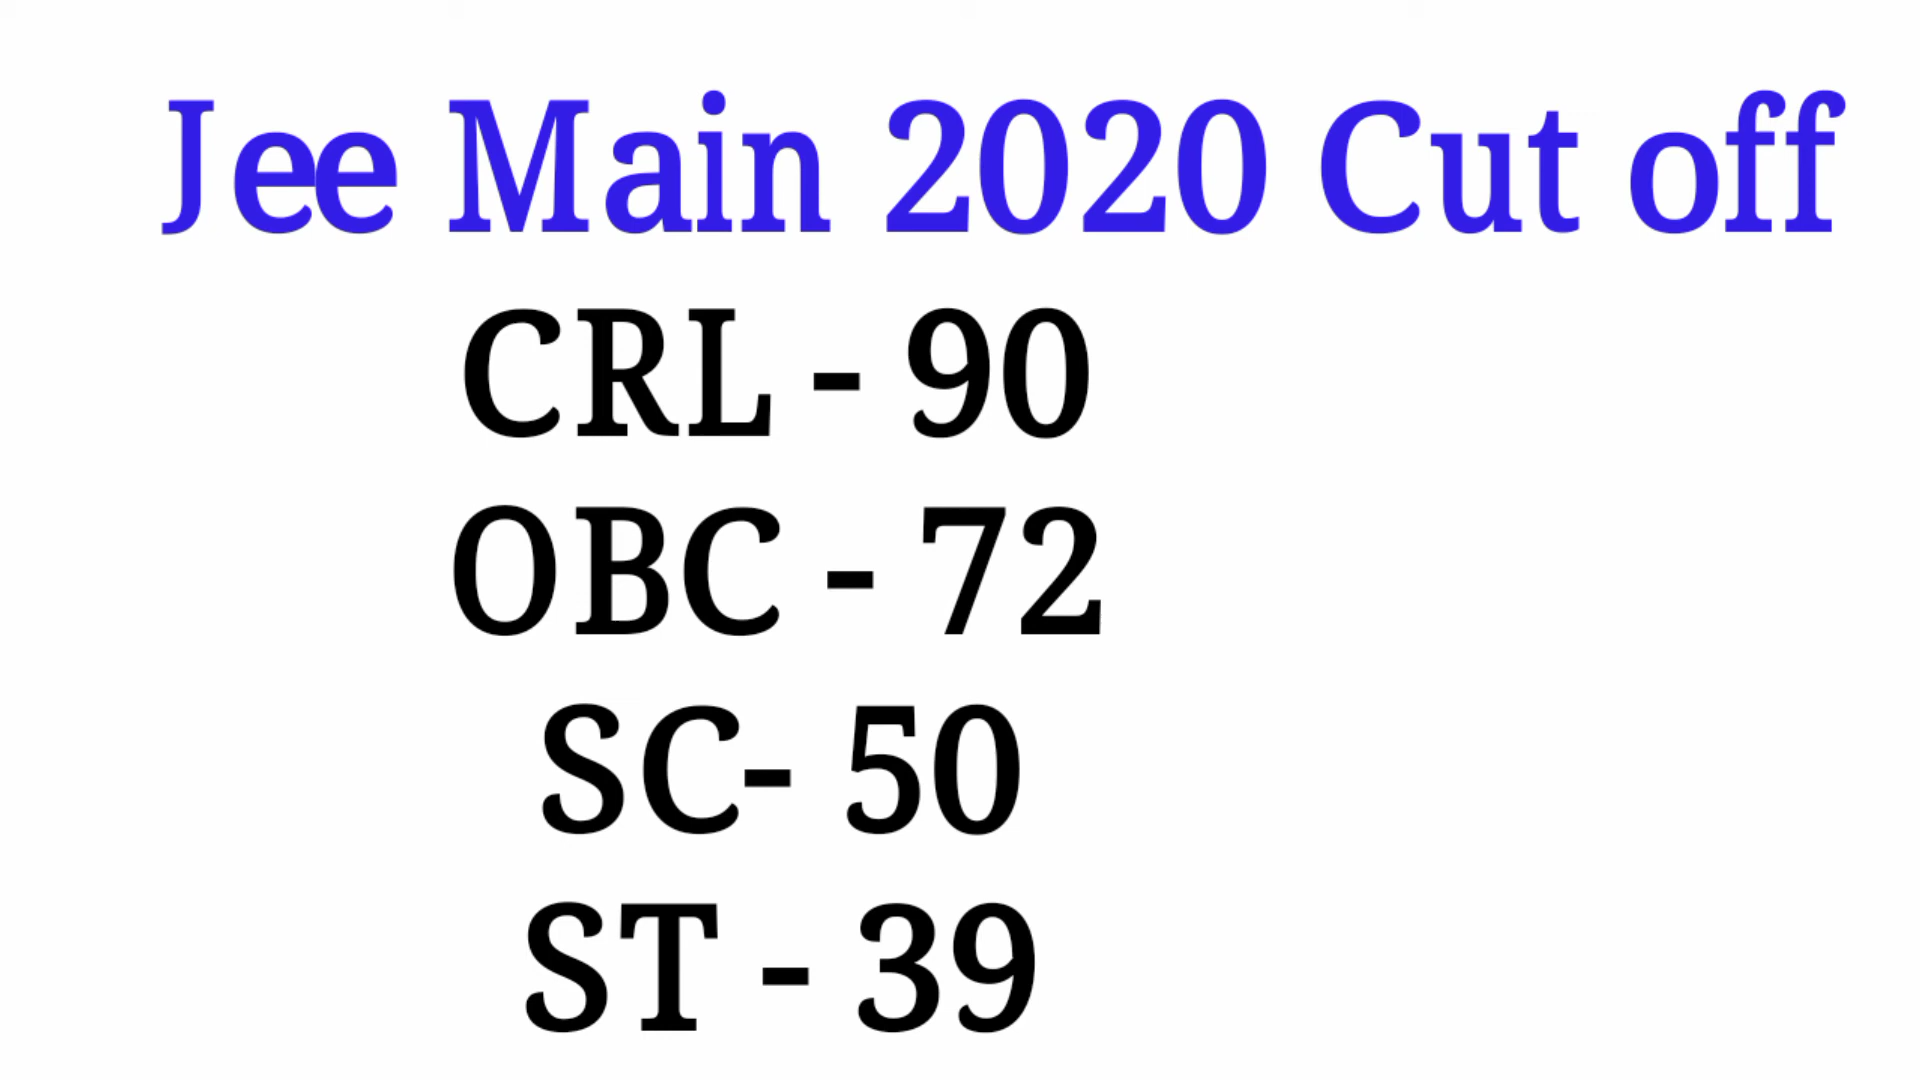 Jee Main 2020 Cut off
CRL - 90
OBC - 72
SC- 50
ST - 39